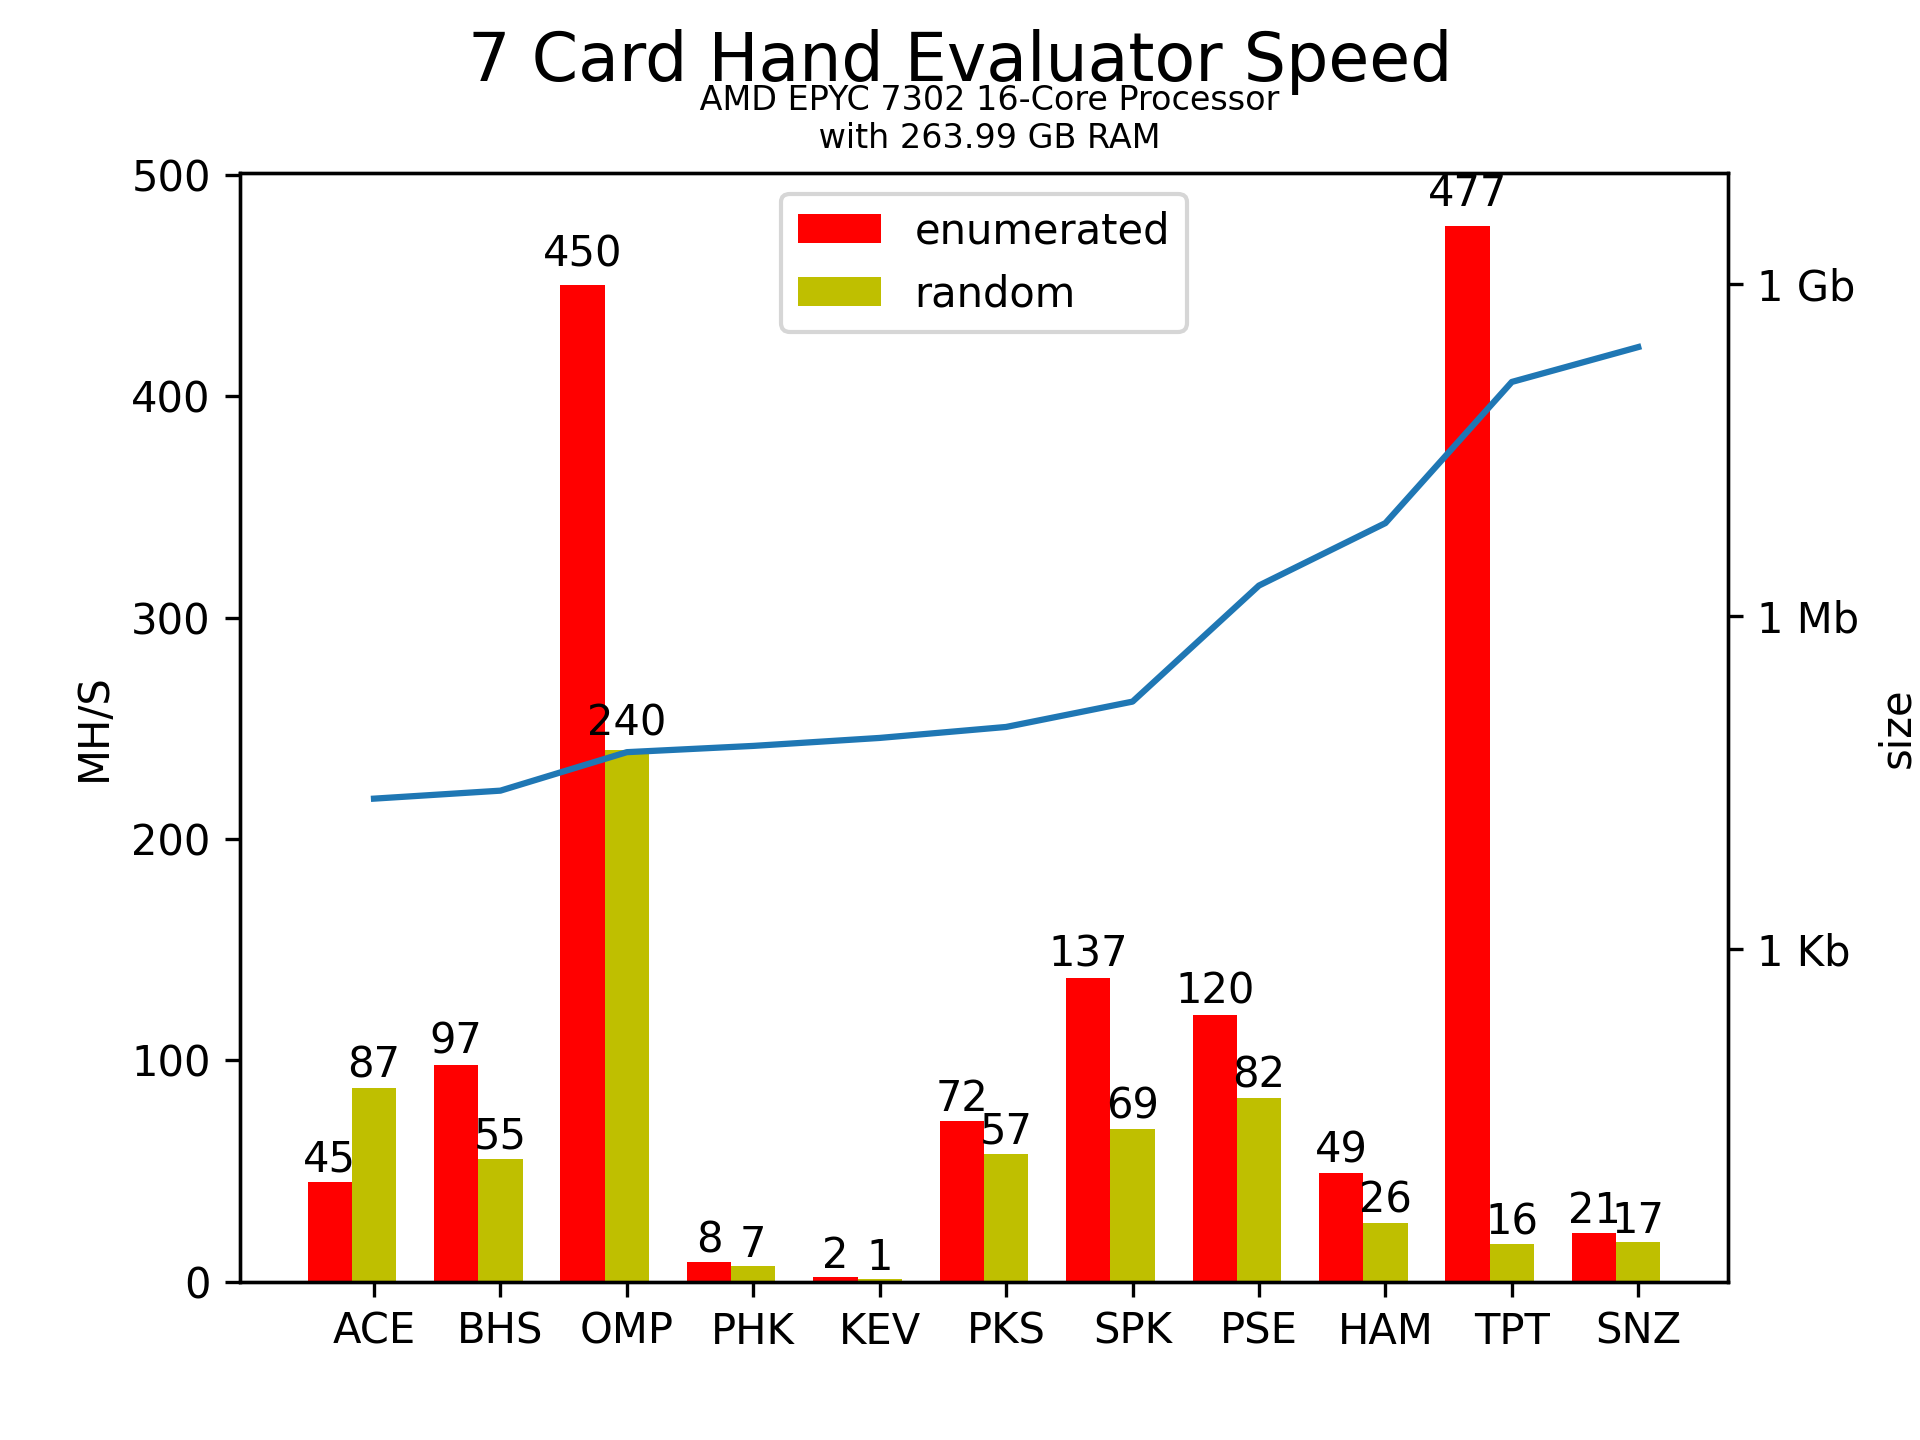 7 Card Hand Evaluator Speed
AMD EPYC 7302 16-Core Processor
with 263.99 GB RAM
enumerated
random
MH/S
500
400
300
200
100
0
1 Gb
1 Mb
1 Kb
size
45
87
97
55
450
240
8
7
2
1
72
57
137
69
120
82
49
26
477
16
21
17
ACE BHS OMP PHK KEV PKS SPK PSE HAM TPT SNZ